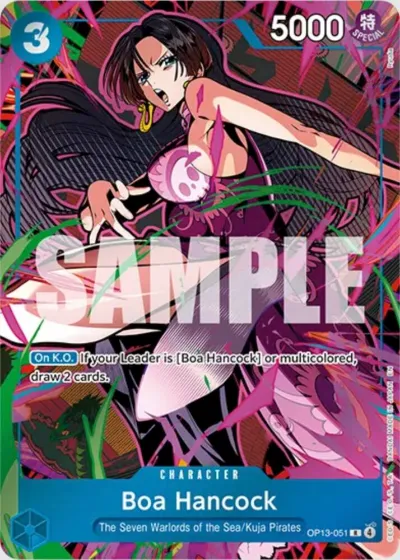 3
5000
特
SPECIAL
SAMPLE
On K.O. If your Leader is [Boa Hancock] or multicolored,
draw 2 cards.
CHARACTER
Boa Hancock
The Seven Warlords of the Sea/Kuja Pirates
OP13-051 R 4